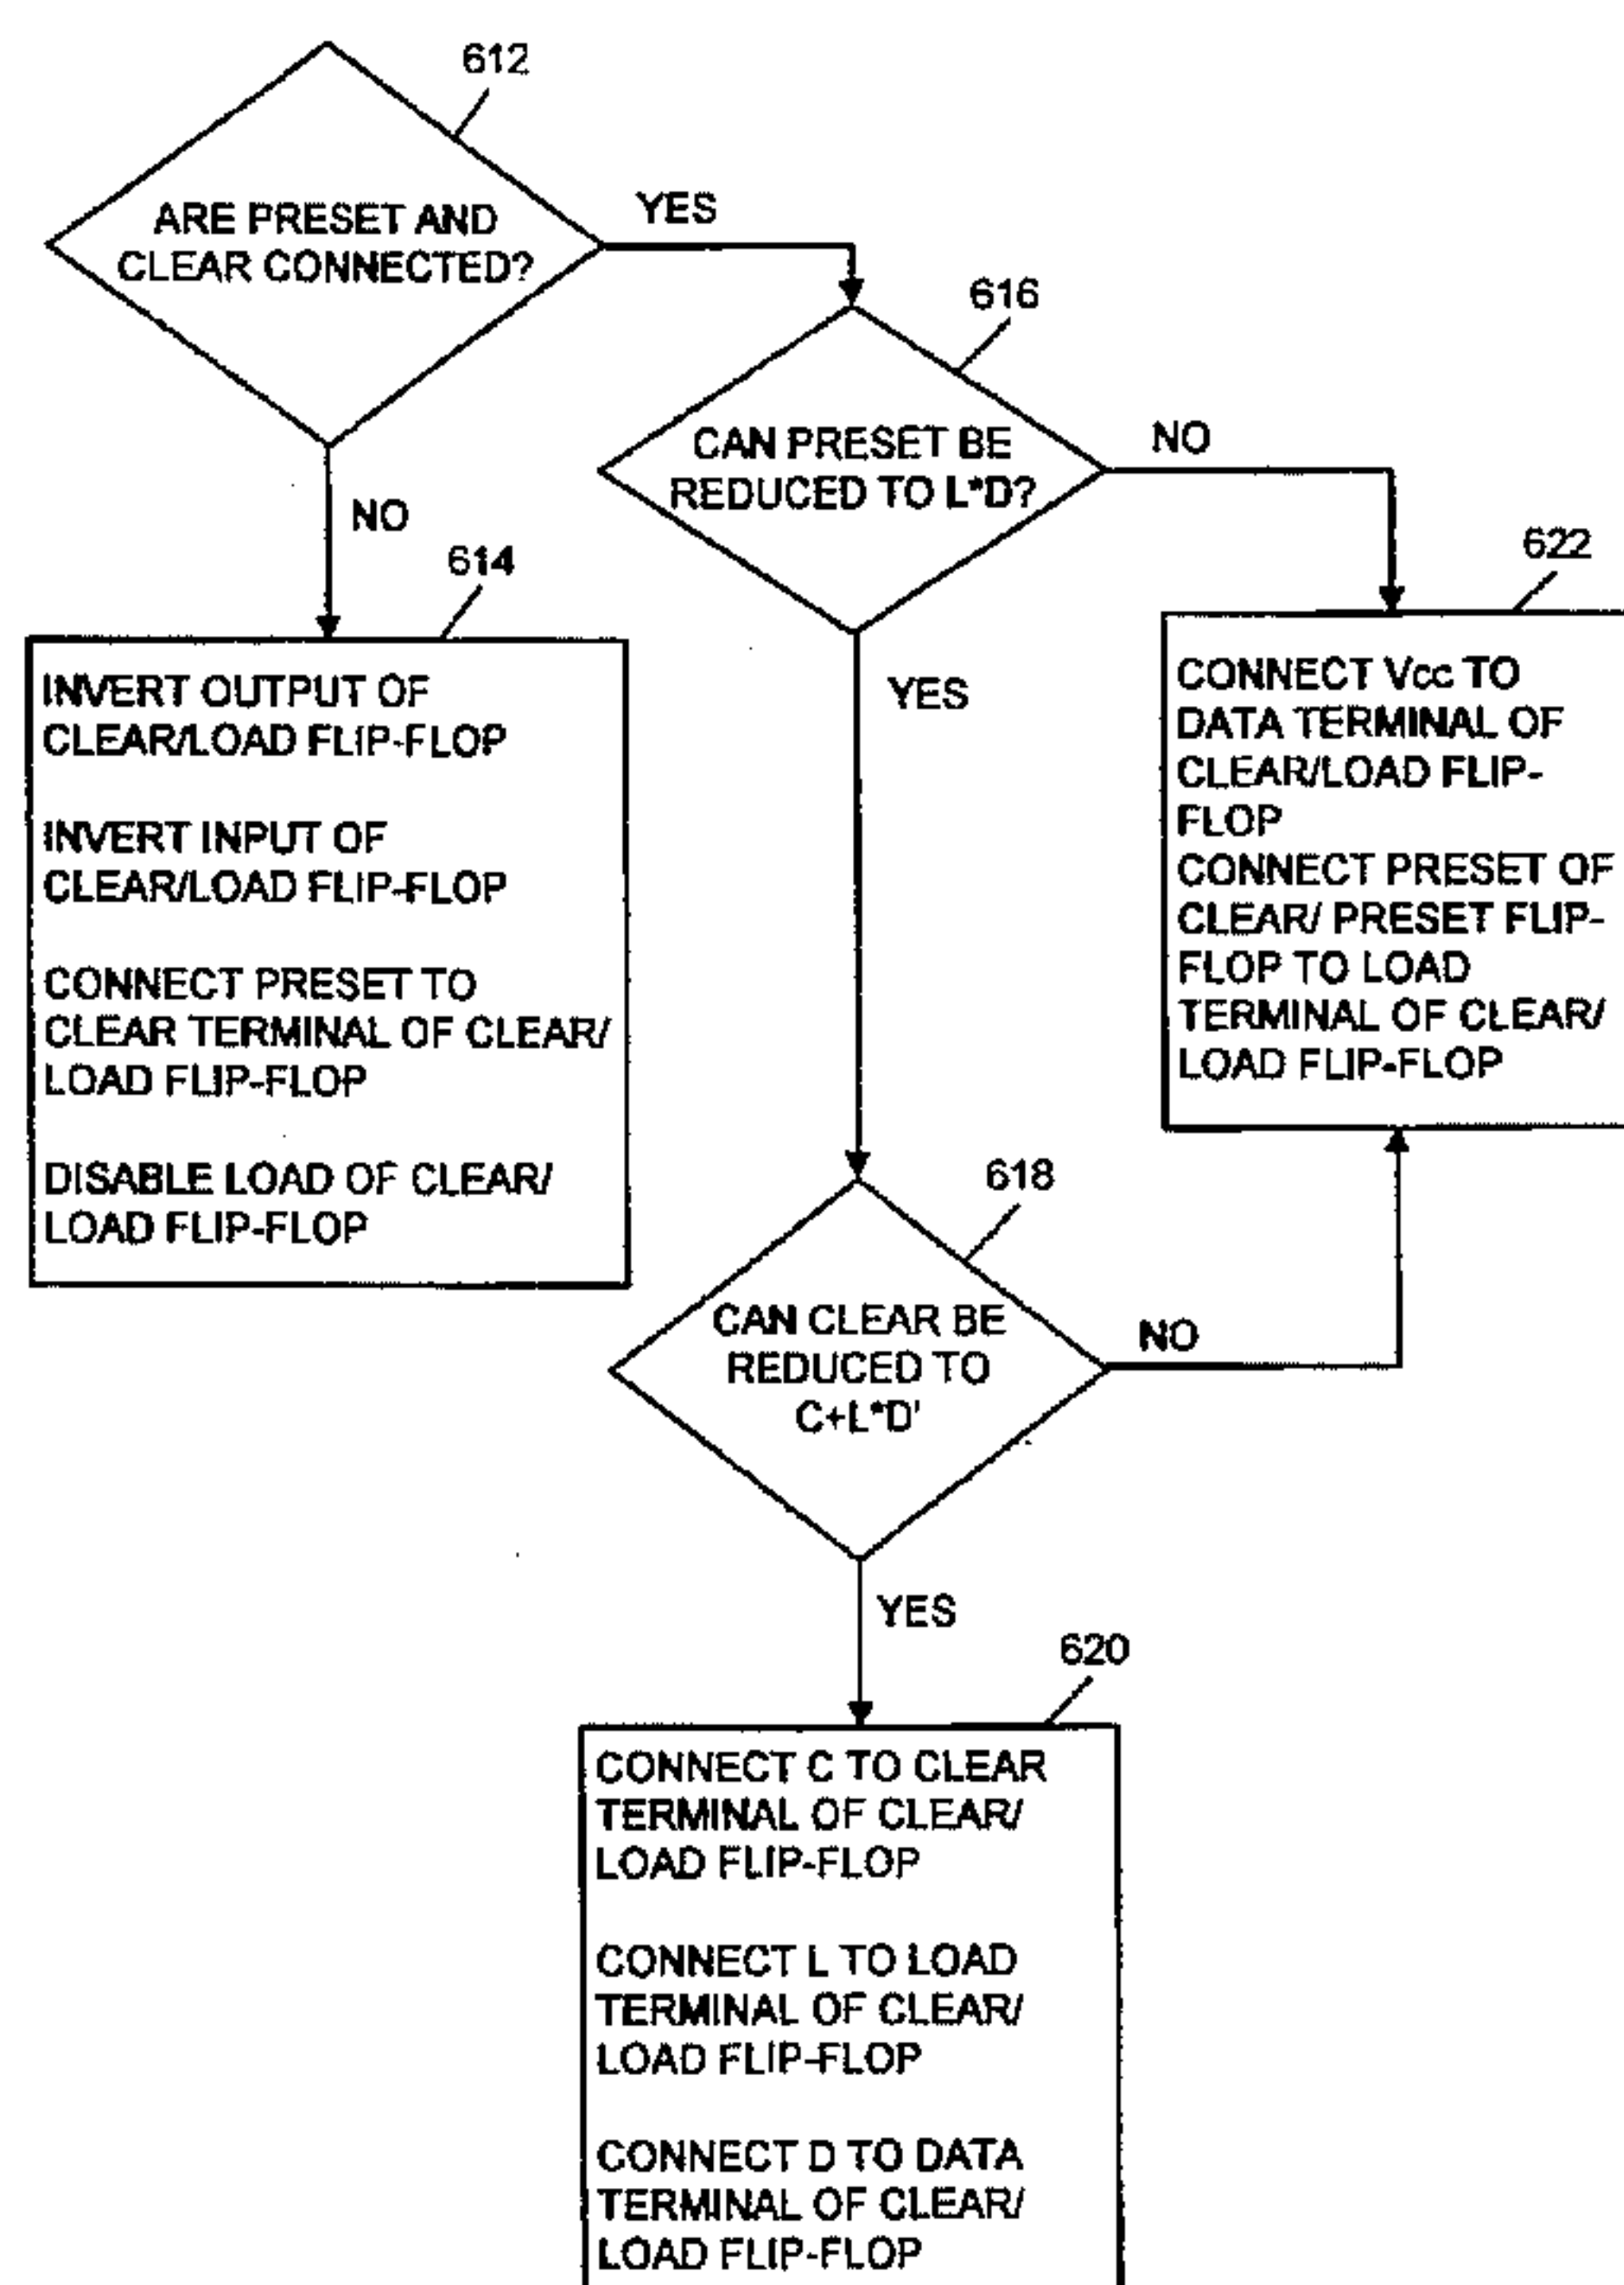 612
ARE PRESET AND
CLEAR CONNECTED?
YES
NO
616
CAN PRESET BE
REDUCED TO L*D?
NO
YES
614
INVERT OUTPUT OF
CLEAR/LOAD FLIP-FLOP
INVERT INPUT OF
CLEAR/LOAD FLIP-FLOP
CONNECT PRESET TO
CLEAR TERMINAL OF CLEAR/
LOAD FLIP-FLOP
DISABLE LOAD OF CLEAR/
LOAD FLIP-FLOP
622
CONNECT Vcc TO
DATA TERMINAL OF
CLEAR/LOAD FLIP-
FLOP
CONNECT PRESET OF
CLEAR/ PRESET FLIP-
FLOP TO LOAD
TERMINAL OF CLEAR/
LOAD FLIP-FLOP
618
CAN CLEAR BE
REDUCED TO
C+L*D'
NO
YES
620
CONNECT C TO CLEAR
TERMINAL OF CLEAR/
LOAD FLIP-FLOP
CONNECT L TO LOAD
TERMINAL OF CLEAR/
LOAD FLIP-FLOP
CONNECT D TO DATA
TERMINAL OF CLEAR/
LOAD FLIP-FLOP